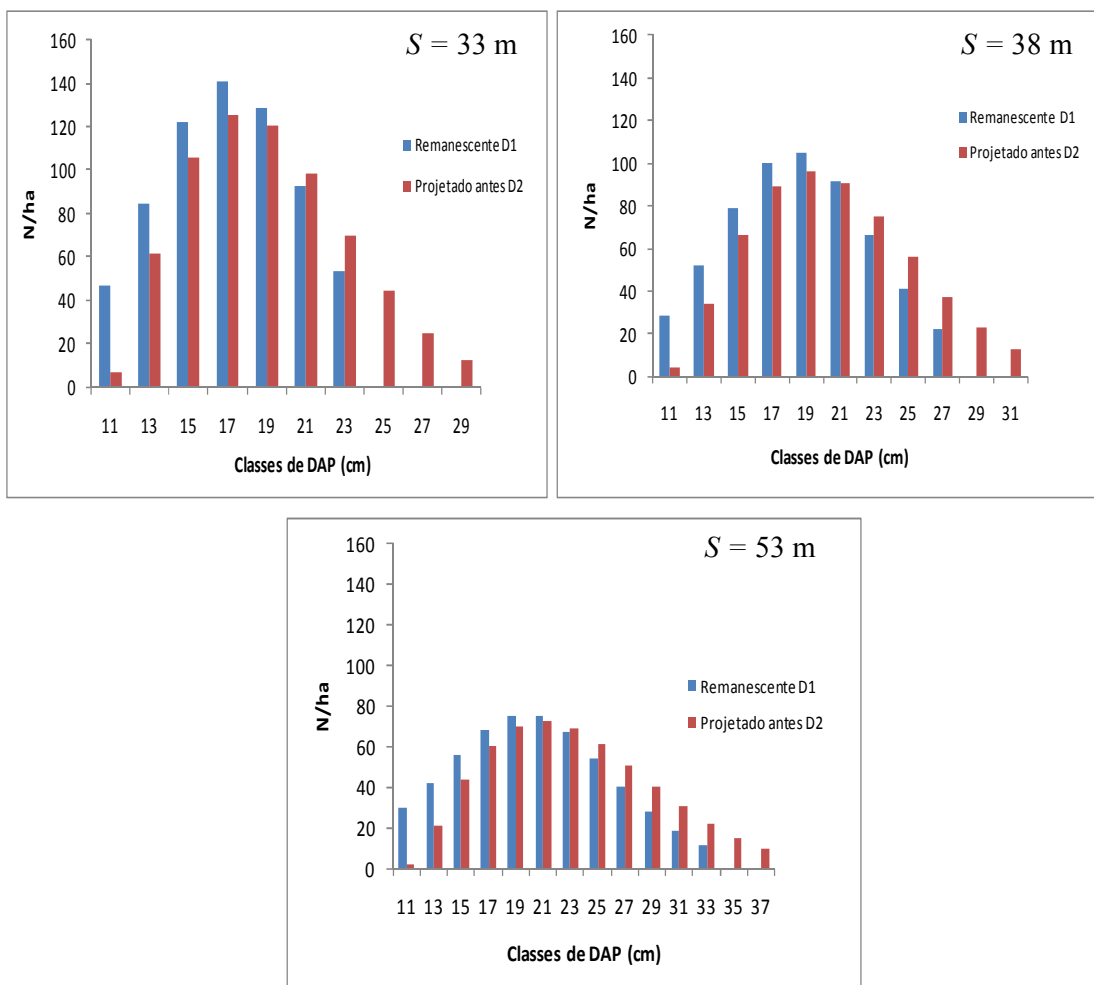 S = 33 m
160
140
120
100
80
60
40
20
0
N/ha
Remanescente D1
Projetado antes D2
11 13 15 17 19 21 23 25 27 29
Classes de DAP (cm)
S = 38 m
160
140
120
100
80
60
40
20
0
N/ha
Remanescente D1
Projetado antes D2
11 13 15 17 19 21 23 25 27 29 31
Classes de DAP (cm)
S = 53 m
160
140
120
100
80
60
40
20
0
N/ha
Remanescente D1
Projetado antes D2
11 13 15 17 19 21 23 25 27 29 31 33 35 37
Classes de DAP (cm)